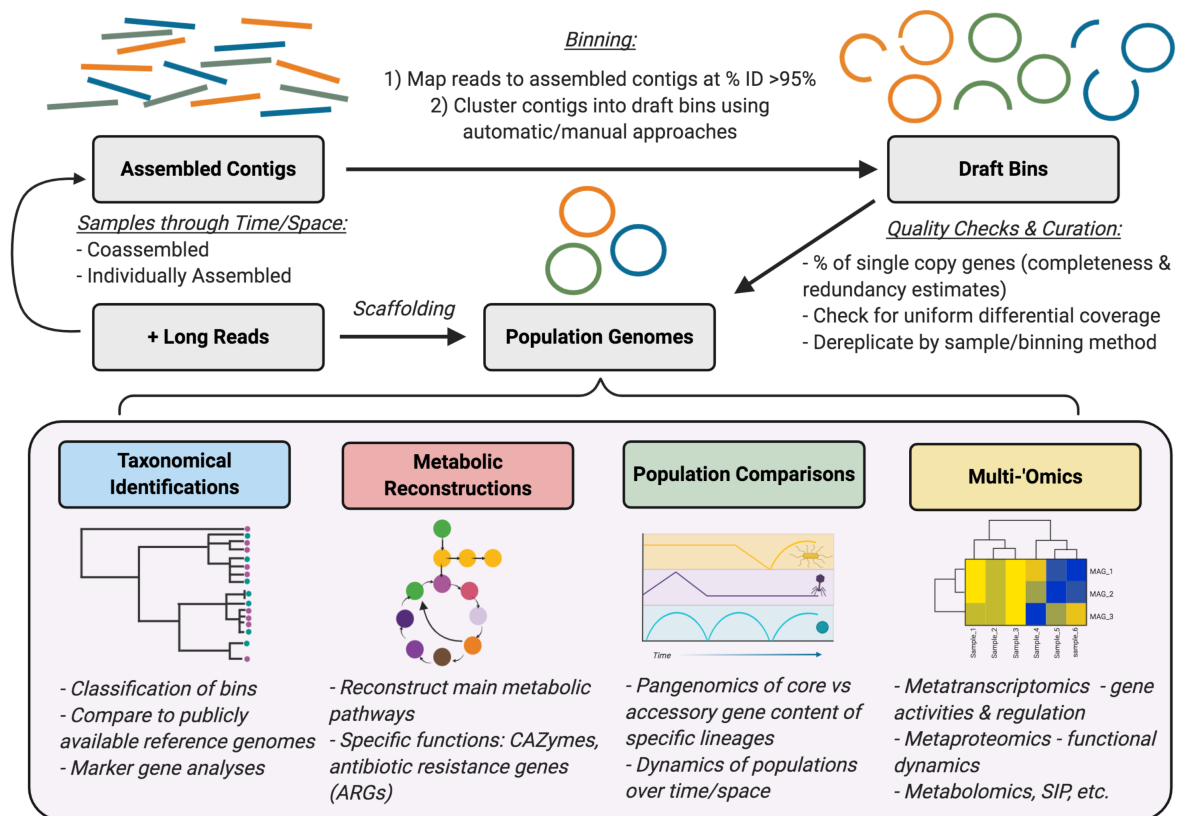 Binning:
1) Map reads to assembled contigs at % ID >95%
2) Cluster contigs into draft bins using
automatic/manual approaches
Assembled Contigs
Draft Bins
Samples through Time/Space:
- Coassembled
- Individually Assembled
Quality Checks & Curation:
- % of single copy genes (completeness &
redundancy estimates)
- Check for uniform differential coverage
- Dereplicate by sample/binning method
+ Long Reads
Scaffolding
Population Genomes
Taxonomical
Identifications
Metabolic
Reconstructions
Population Comparisons
Multi-'Omics
MAG_1
MAG_2
MAG_3
Sample_1
Sample_2
Sample_3
Sample_4
Sample_5
sample_6
Time
- Classification of bins
- Compare to publicly
available reference genomes
- Marker gene analyses
- Reconstruct main metabolic
pathways
- Specific functions: CAZymes,
antibiotic resistance genes
(ARGs)
- Pangenomics of core vs
accessory gene content of
specific lineages
- Dynamics of populations
over time/space
- Metatranscriptomics - gene
activities & regulation
- Metaproteomics - functional
dynamics
- Metabolomics, SIP, etc.